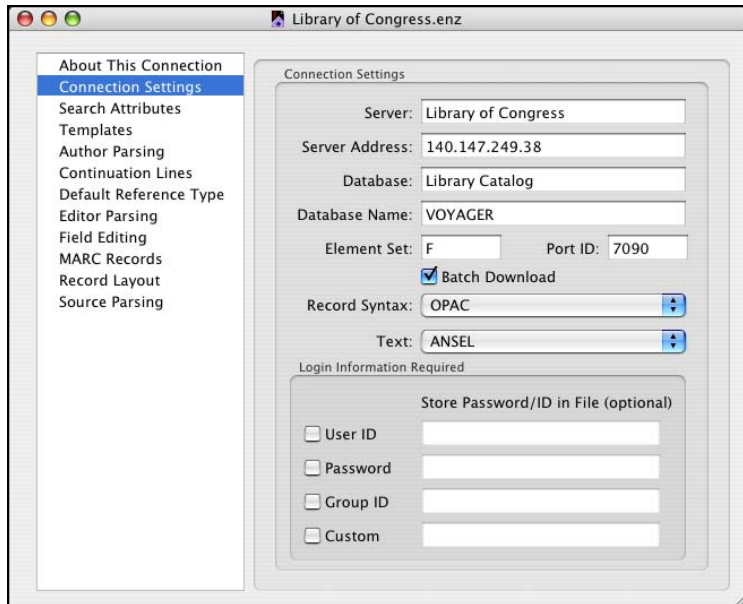 Library of Congress.enz
About This Connection
Connection Settings
Search Attributes
Templates
Author Parsing
Continuation Lines
Default Reference Type
Editor Parsing
Field Editing
MARC Records
Record Layout
Source Parsing
Connection Settings
Server: Library of Congress
Server Address: 140.147.249.38
Database: Library Catalog
Database Name: VOYAGER
Element Set: F Port ID: 7090
Batch Download
Record Syntax: OPAC
Text: ANSEL
Login Information Required
Store Password/ID in File (optional)
User ID
Password
Group ID
Custom